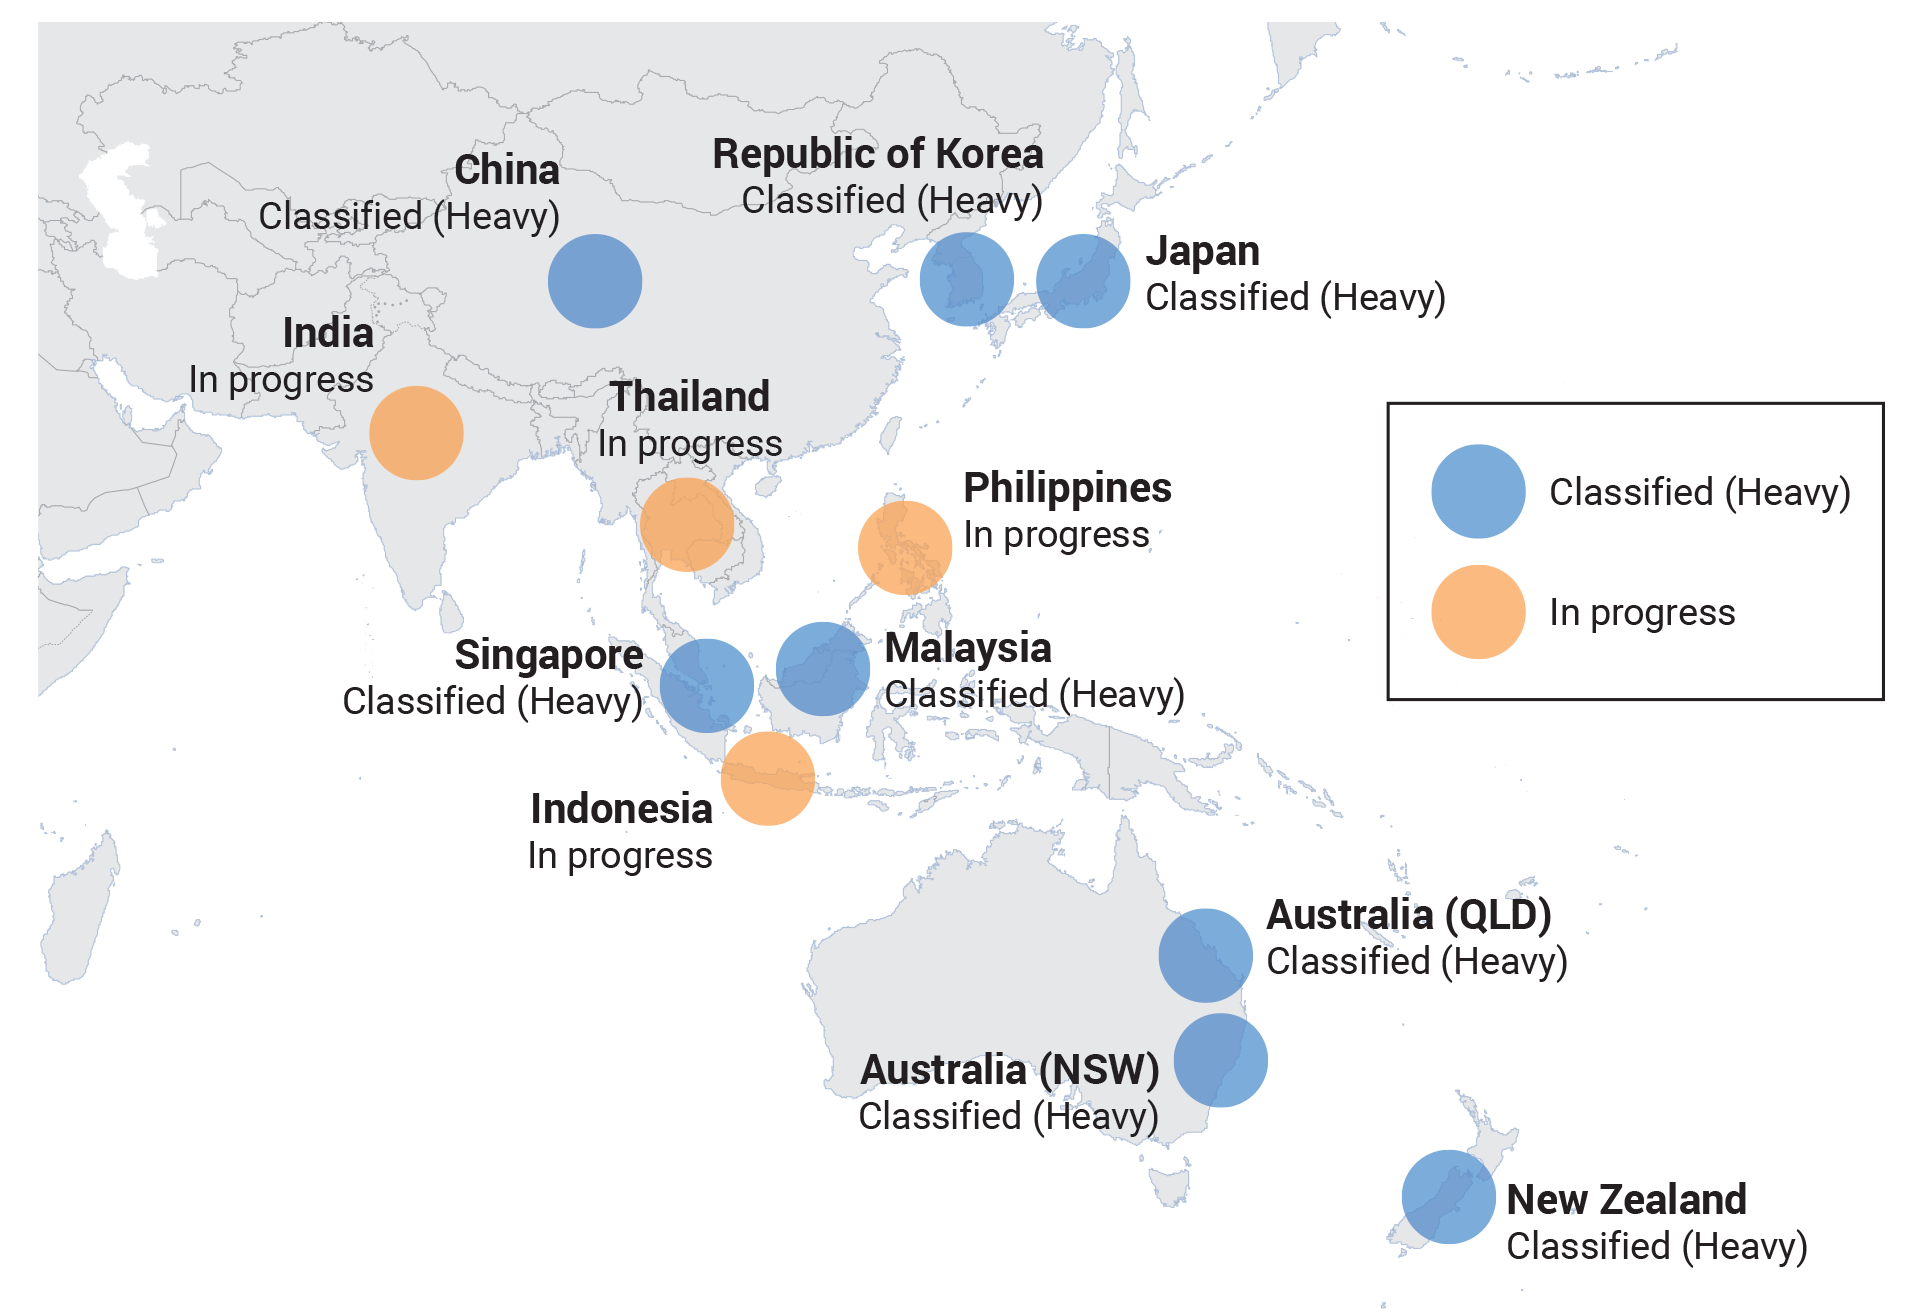 China
Classified (Heavy)
Republic of Korea
Classified (Heavy)
Japan
Classified (Heavy)
India
In progress
Thailand
In progress
Philippines
In progress
Classified (Heavy)
In progress
Singapore
Classified (Heavy)
Malaysia
Classified (Heavy)
Indonesia
In progress
Australia (QLD)
Classified (Heavy)
Australia (NSW)
Classified (Heavy)
New Zealand
Classified (Heavy)